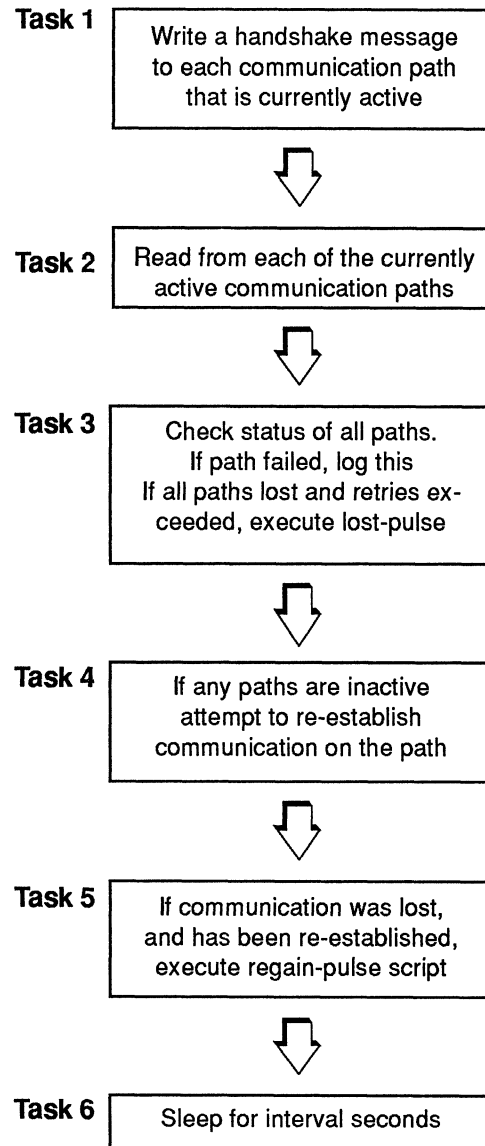 Task 1
Write a handshake message
to each communication path
that is currently active
Task 2
Read from each of the currently
active communication paths
Task 3
Check status of all paths.
If path failed, log this
If all paths lost and retries ex-
ceeded, execute lost-pulse
Task 4
If any paths are inactive
attempt to re-establish
communication on the path
Task 5
If communication was lost,
and has been re-established,
execute regain-pulse script
Task 6
Sleep for interval seconds